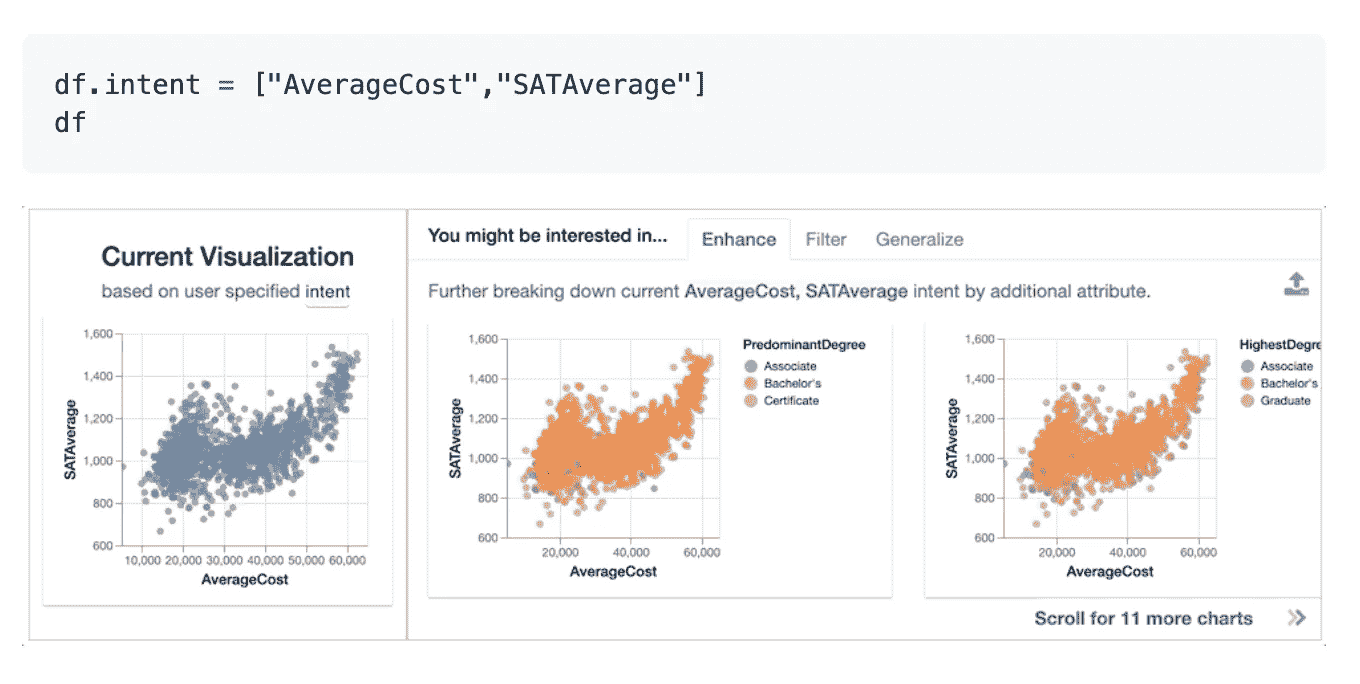 df.intent = ["AverageCost","SATAverage"]
df
Current Visualization
based on user specified intent
1,600
1,400
1,200
1,000
800
600
SATAverage
10,000 20,000 30,000 40,000 50,000 60,000
AverageCost
You might be interested in... Enhance Filter Generalize
Further breaking down current AverageCost, SATAverage intent by additional attribute.
1,600
1,400
1,200
1,000
800
600
SATAverage
20,000 40,000 60,000
AverageCost
PredominantDegree
Associate
Bachelor's
Certificate
1,600
1,400
1,200
1,000
800
600
SATAverage
20,000 40,000 60,000
AverageCost
HighestDegre
Associate
Bachelor's
Graduate
Scroll for 11 more charts